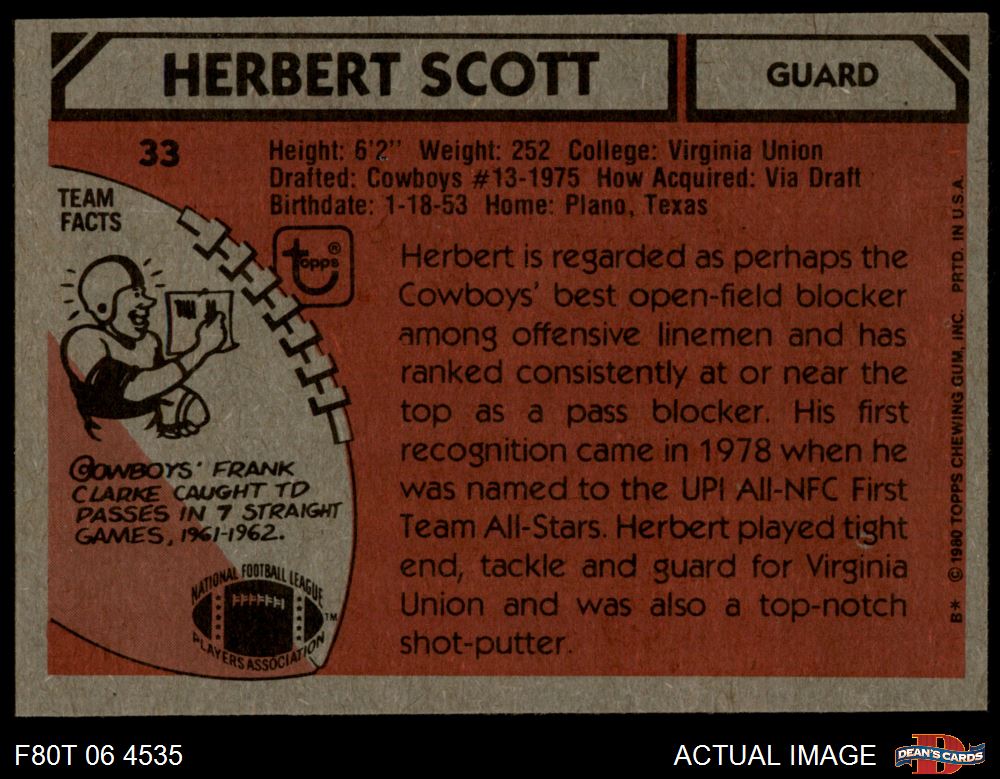 HERBERT SCOTT
GUARD
33
Height: 6'2" Weight: 252 College: Virginia Union
Drafted: Cowboys #13-1975 How Acquired: Via Draft
Birthdate: 1-18-53 Home: Plano, Texas
TEAM
FACTS
topps®
COWBOYS' FRANK
CLARKE CAUGHT TD
PASSES IN 7 STRAIGHT
GAMES, 1961-1962.
NATIONAL FOOTBALL LEAGUE
PLAYERS ASSOCIATION
TM
Herbert is regarded as perhaps the
Cowboys' best open-field blocker
among offensive linemen and has
ranked consistently at or near the
top as a pass blocker. His first
recognition came in 1978 when he
was named to the UPI All-NFC First
Team All-Stars. Herbert played tight
end, tackle and guard for Virginia
Union and was also a top-notch
shot-putter.
B* © 1980 TOPPS CHEWING GUM, INC. PRTD. IN U.S.A.
F80T 06 4535
ACTUAL IMAGE
DEAN'S CARDS